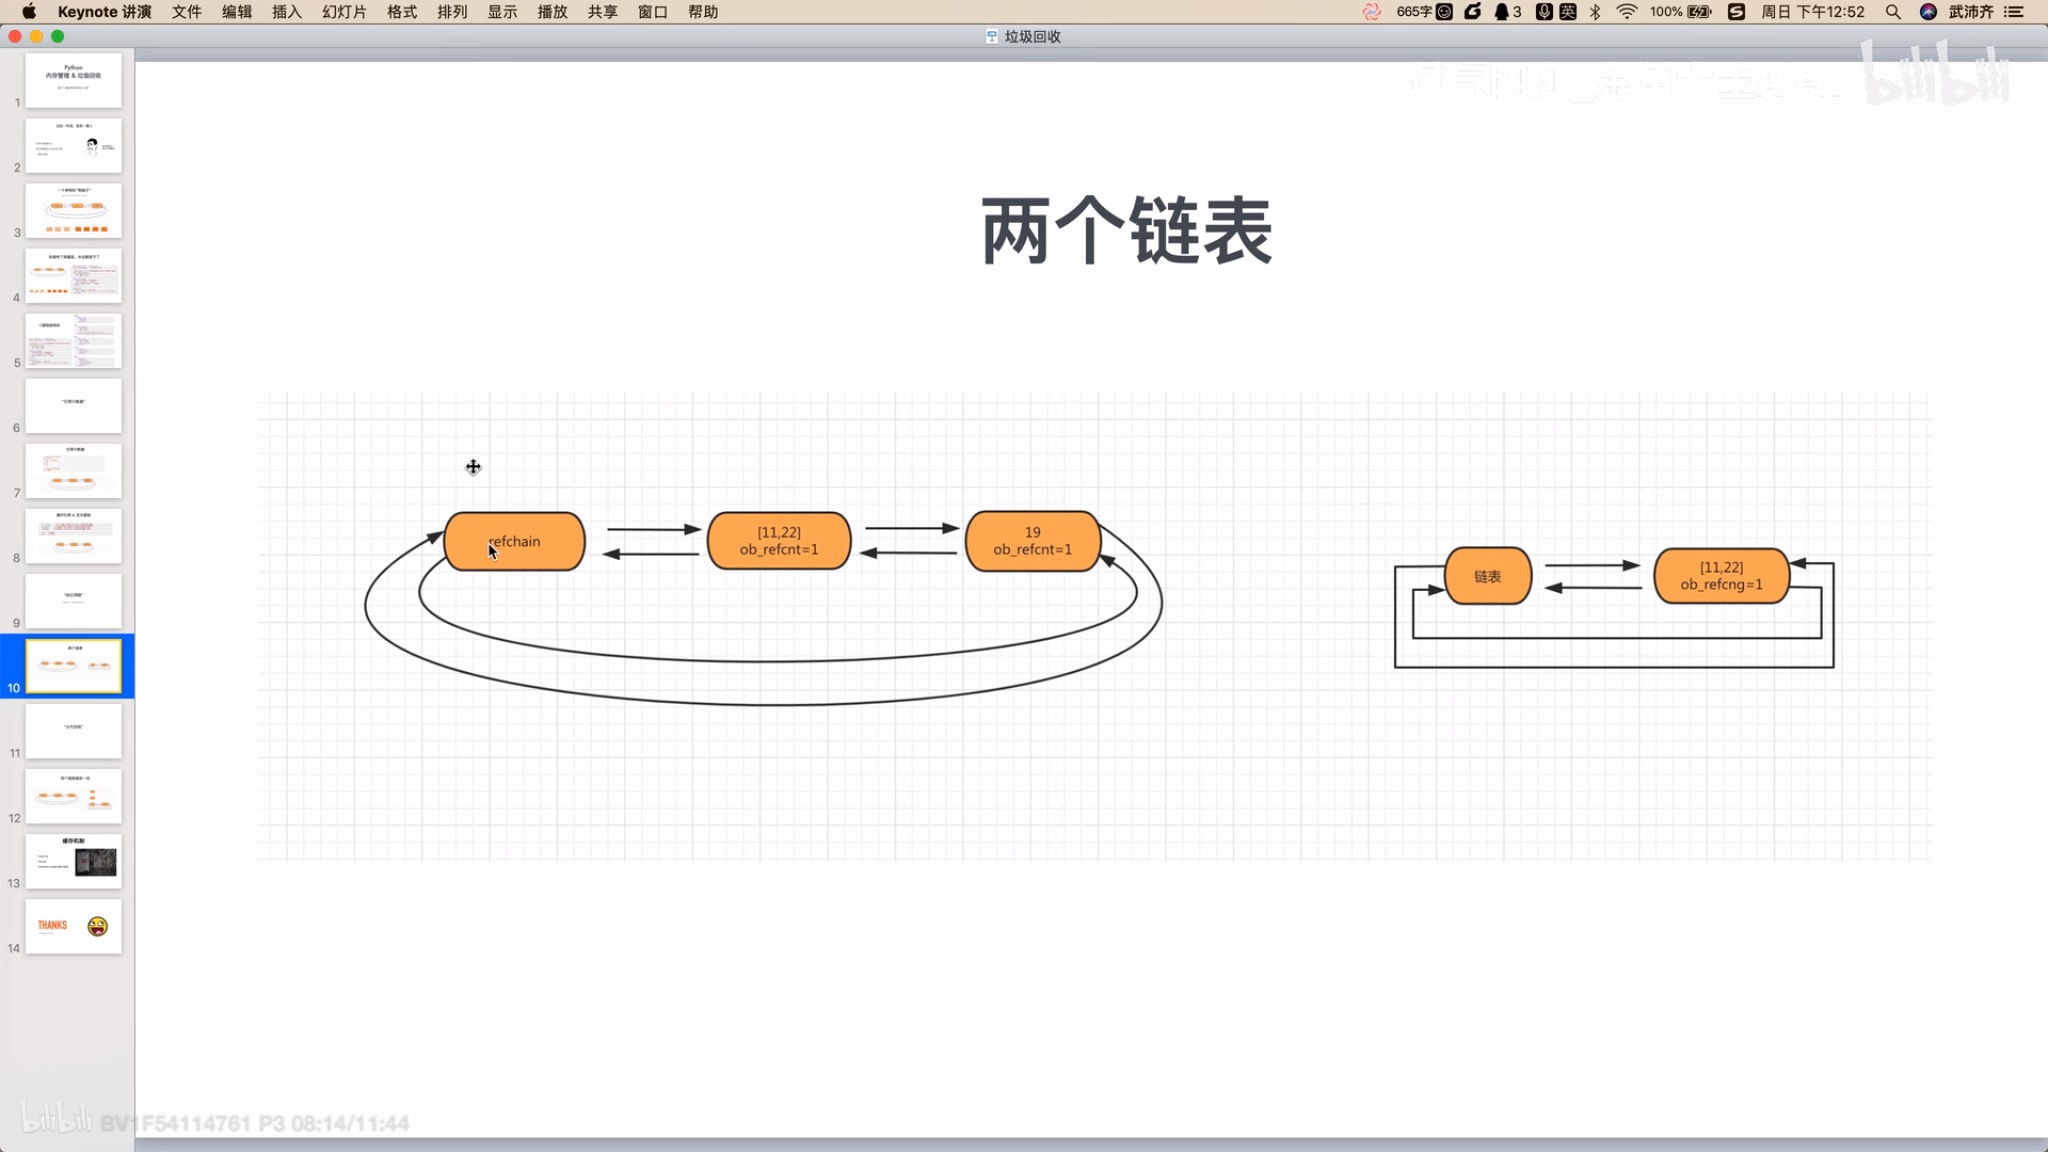 Keynote 讲演 文件 编辑 插入 幻灯片 格式 排列 显示 播放 共享 窗口 帮助 665字 3 英 100% 周日 下午12:52 武沛齐
垃圾回收
bilibili
两个链表
refchain
[11,22]
ob_refcnt=1
19
ob_refcnt=1
链表
[11,22]
ob_refcng=1
Python
内存管理 & 垃圾回收
1
2
3
4
5
6
7
8
9
10
11
12
缓存机制
13
THANKS
14
bilibili BV1F54114761 P3 08:14/11:44